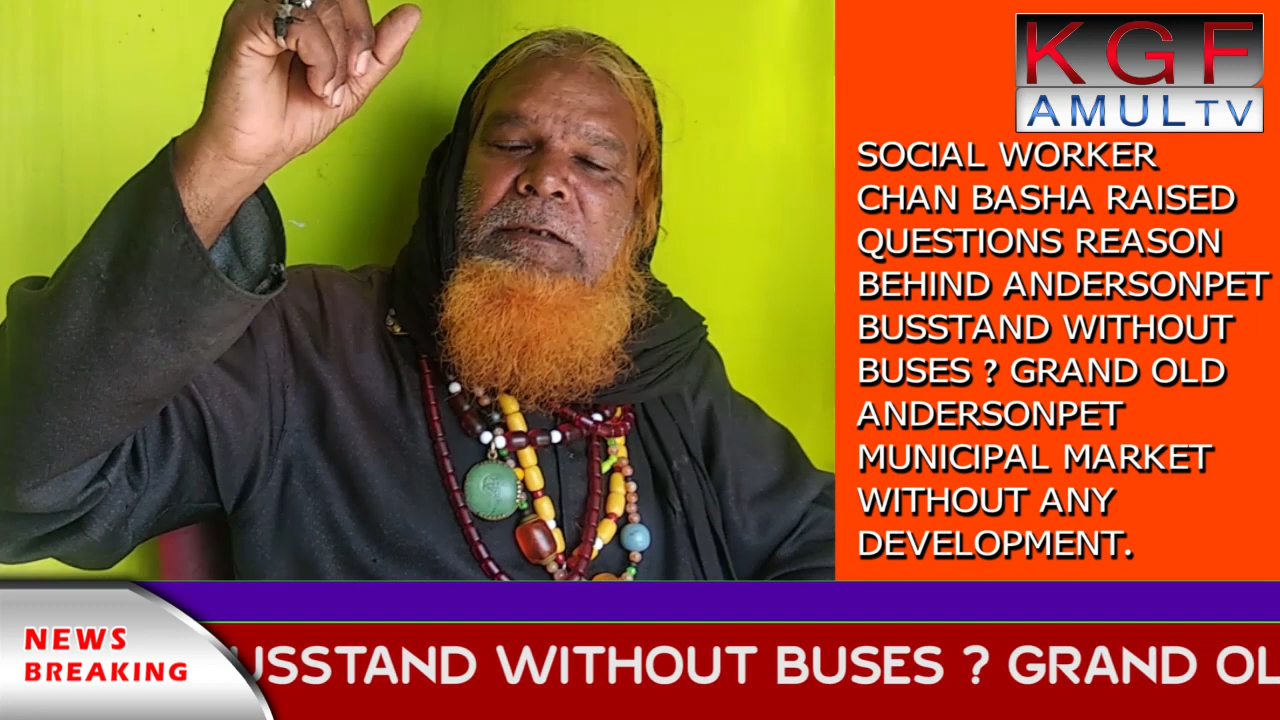 KGF
AMULTV
SOCIAL WORKER
CHAN BASHA RAISED
QUESTIONS REASON
BEHIND ANDERSONPET
BUSSTAND WITHOUT
BUSES ? GRAND OLD
ANDERSONPET
MUNICIPAL MARKET
WITHOUT ANY
DEVELOPMENT.
NEWS
BREAKING
USSTAND WITHOUT BUSES ? GRAND OL